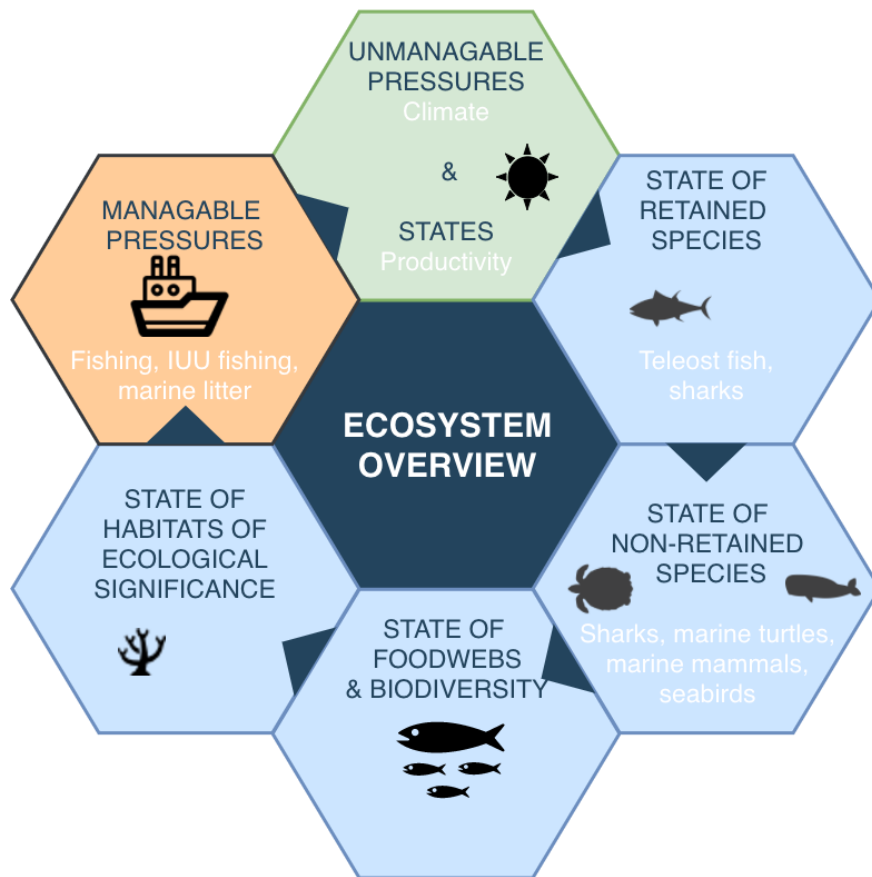 UNMANAGABLE
PRESSURES
Climate
&
STATES
Productivity
STATE OF
RETAINED
SPECIES
Teleost fish,
sharks
STATE OF
NON-RETAINED
SPECIES
Sharks, marine turtles,
marine mammals,
seabirds
STATE OF
FOODWEBS
& BIODIVERSITY
STATE OF
HABITATS OF
ECOLOGICAL
SIGNIFICANCE
MANAGABLE
PRESSURES
Fishing, IUU fishing,
marine litter
ECOSYSTEM
OVERVIEW